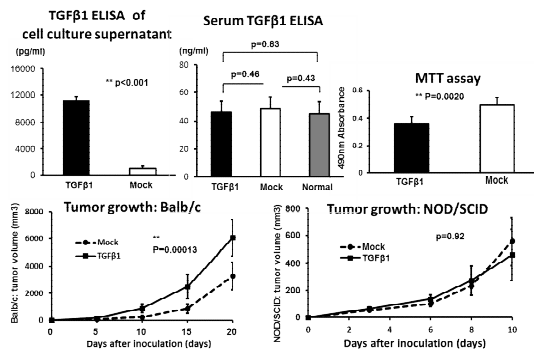 TGFβ1 ELISA of
cell culture supernatant
(pg/ml)
16000
12000
8000
4000
0
** p<0.001
TGFβ1
Mock
Serum TGFβ1 ELISA
(ng/ml)
80
60
40
20
0
p=0.83
p=0.46
p=0.43
TGFβ1
Mock
Normal
MTT assay
** P=0.0020
490nm Absorbance
0.6
0.4
0.2
0
TGFβ1
Mock
Tumor growth: Balb/c
Balb/c: tumor volume (mm3)
8000
6000
4000
2000
0
Mock
TGFβ1
**
P=0.00013
0
5
10
15
20
Days after inoculation (days)
Tumor growth: NOD/SCID
NOD/SCID: tumor volume (mm3)
800
600
400
200
0
Mock
TGFβ1
p=0.92
0
2
4
6
8
10
Days after inoculation (days)